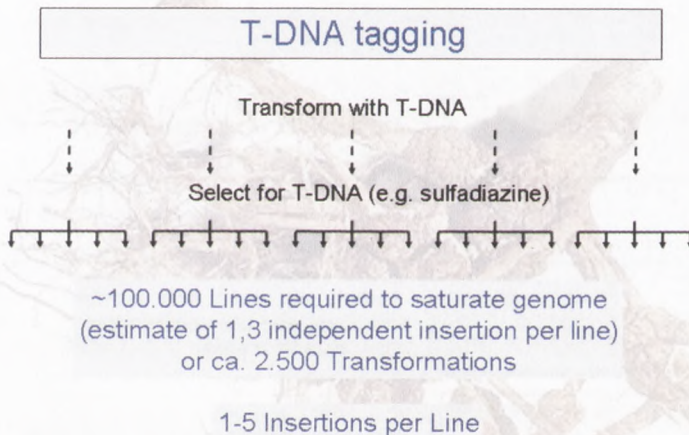 T-DNA tagging
Transform with T-DNA
Select for T-DNA (e.g. sulfadiazine)
~100.000 Lines required to saturate genome
(estimate of 1,3 independent insertion per line)
or ca. 2.500 Transformations
1-5 Insertions per Line